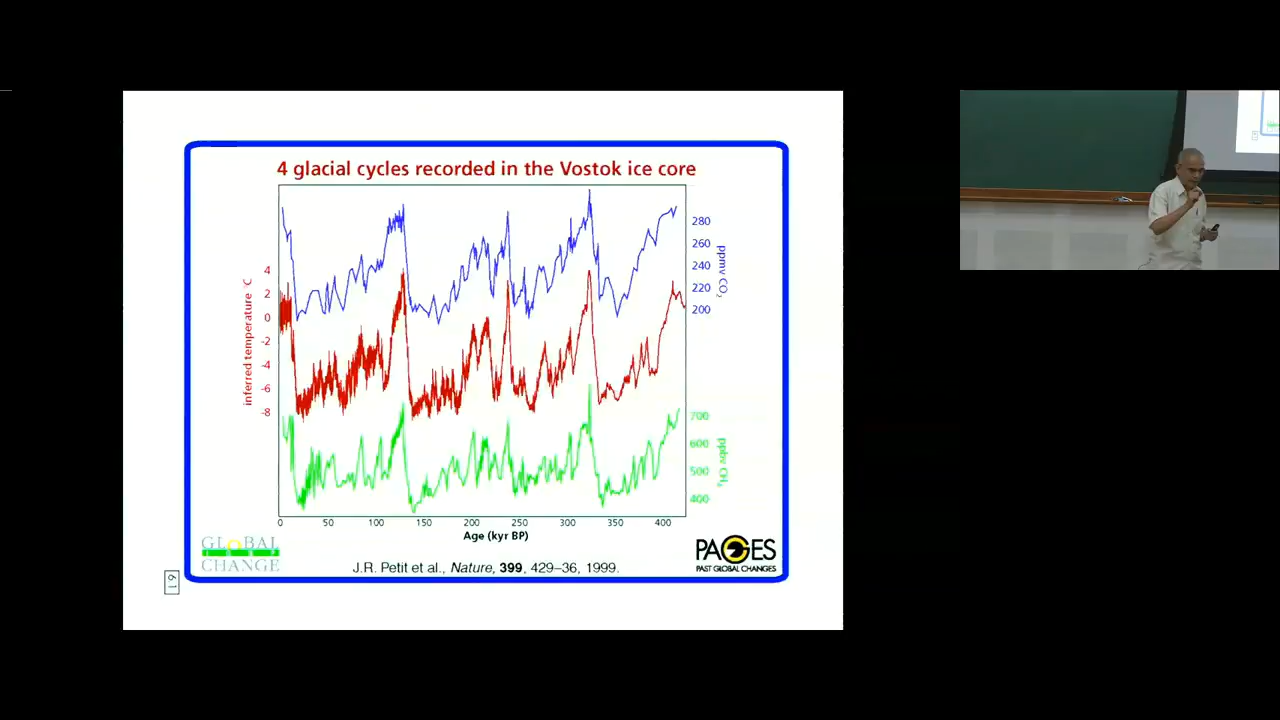 4 glacial cycles recorded in the Vostok ice core
280
260
240
220
200
ppmv CO₂
4
2
0
-2
-4
-6
-8
inferred temperature °C
700
600
500
400
ppbv CH₄
0 50 100 150 200 250 300 350 400
Age (kyr BP)
GLOBAL
CHANGE
PAGES
PAST GLOBAL CHANGES
J.R. Petit et al., Nature, 399, 429–36, 1999.
61